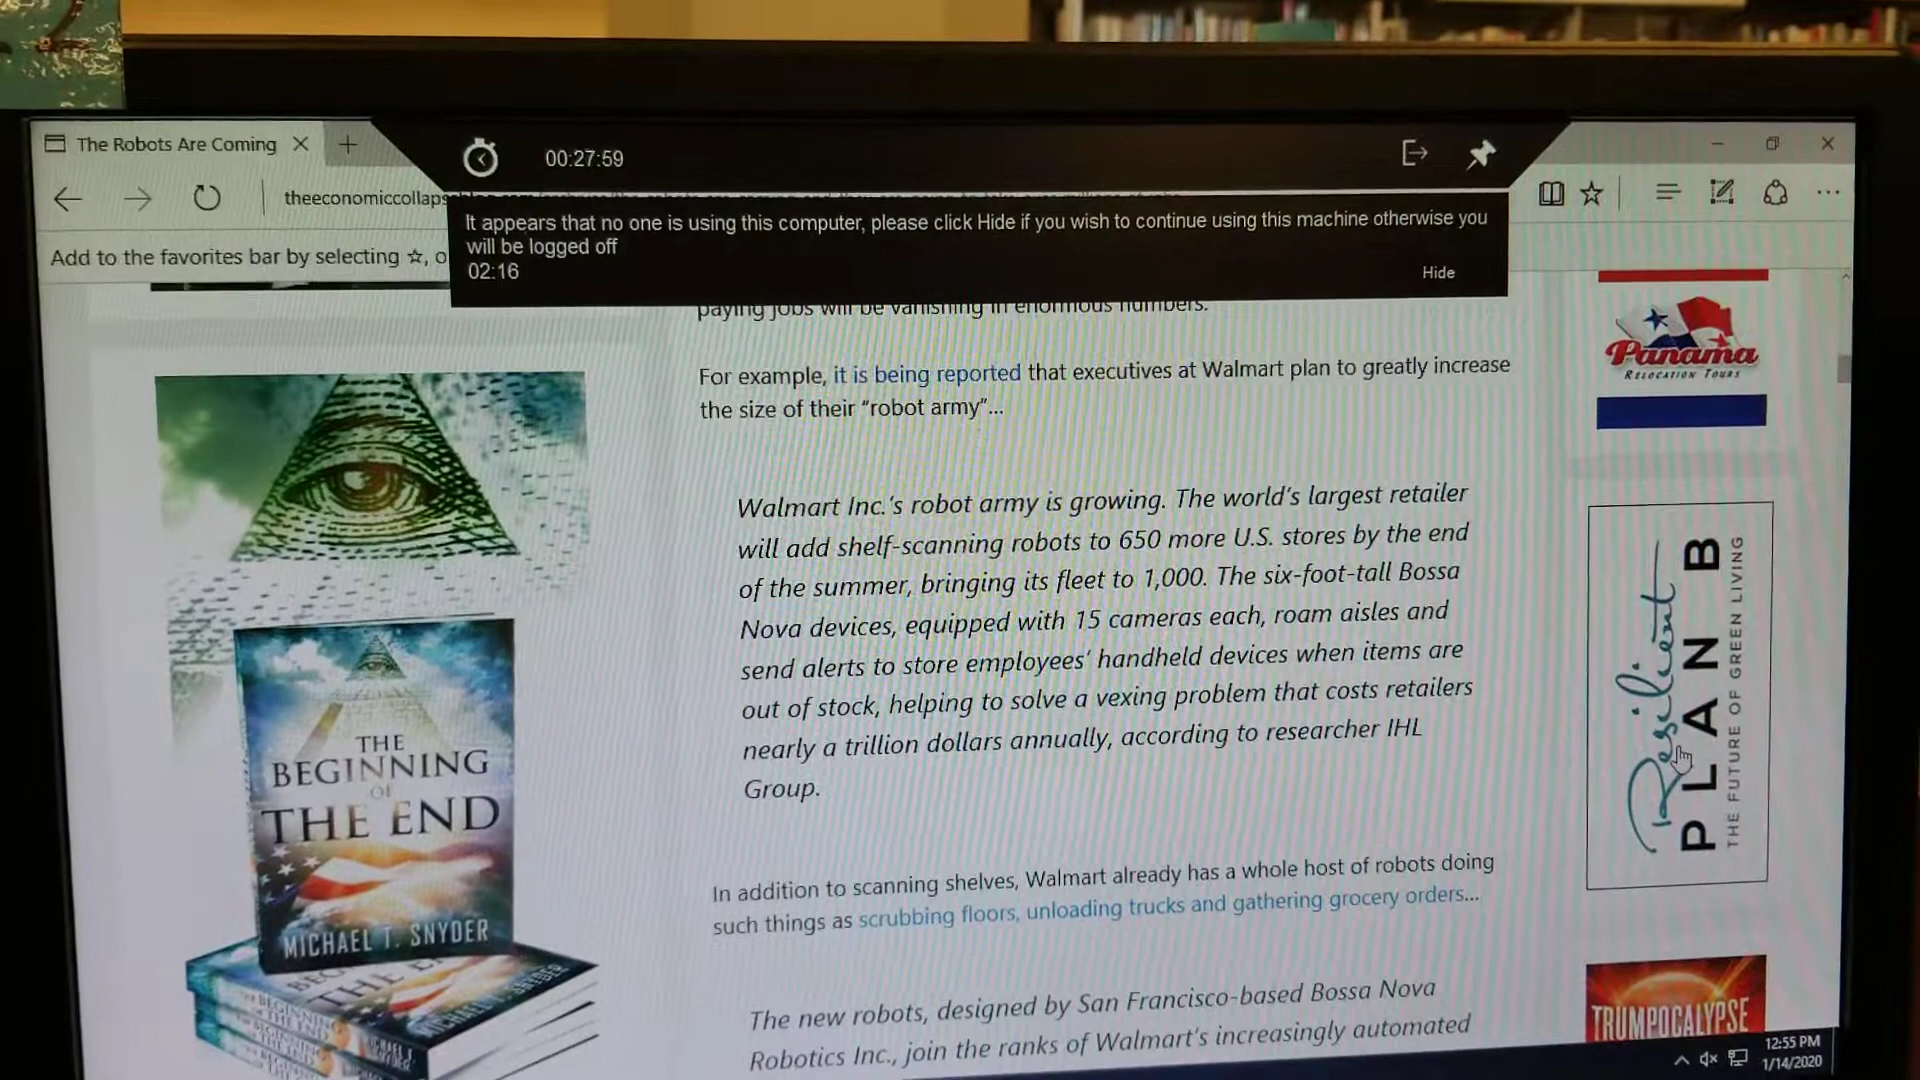 The Robots Are Coming
00:27:59
theeconomiccollaps
It appears that no one is using this computer, please click Hide if you wish to continue using this machine otherwise you
will be logged off
02:16
Hide
Add to the favorites bar by selecting ☆, o
paying jobs will be vanishing in enormous numbers.
For example, it is being reported that executives at Walmart plan to greatly increase
the size of their “robot army”...
Walmart Inc.'s robot army is growing. The world's largest retailer
will add shelf-scanning robots to 650 more U.S. stores by the end
of the summer, bringing its fleet to 1,000. The six-foot-tall Bossa
Nova devices, equipped with 15 cameras each, roam aisles and
send alerts to store employees' handheld devices when items are
out of stock, helping to solve a vexing problem that costs retailers
nearly a trillion dollars annually, according to researcher IHL
Group.
In addition to scanning shelves, Walmart already has a whole host of robots doing
such things as scrubbing floors, unloading trucks and gathering grocery orders...
The new robots, designed by San Francisco-based Bossa Nova
Robotics Inc., join the ranks of Walmart's increasingly automated
THE
BEGINNING
OF
THE END
MICHAEL T. SNYDER
Panama
RELOCATION TOURS
Resilient
PLAN B
THE FUTURE OF GREEN LIVING
TRUMPOCALYPSE
12:55 PM
1/14/2020